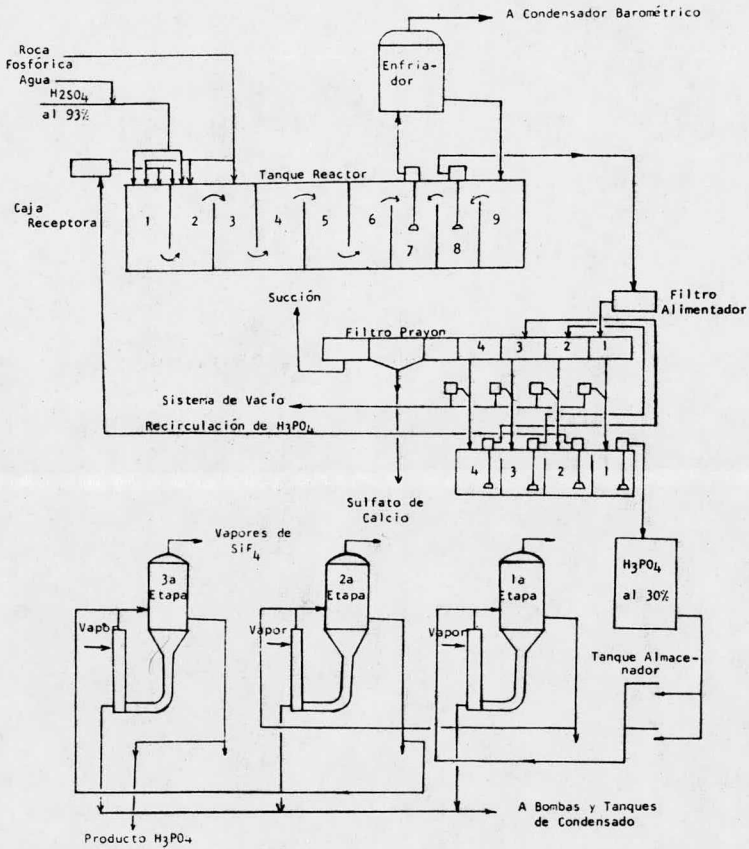 A Condensador Barométrico
Roca
Fosfórica
Agua
H2SO4
al 93%
Enfria-
dor
Caja
Receptora
Tanque Reactor
1
2
3
4
5
6
7
8
9
Filtro
Alimentador
Succión
Filtro Prayon
4
3
2
1
Sistema de Vacío
Recirculación de H3PO4
4
3
2
1
Sulfato de
Calcio
Vapores de
SiF4
3a
Etapa
2a
Etapa
1a
Etapa
H3PO4
al 30%
Vapor
Vapor
Vapor
Tanque Almace-
nador
A Bombas y Tanques
de Condensado
Producto H3PO4